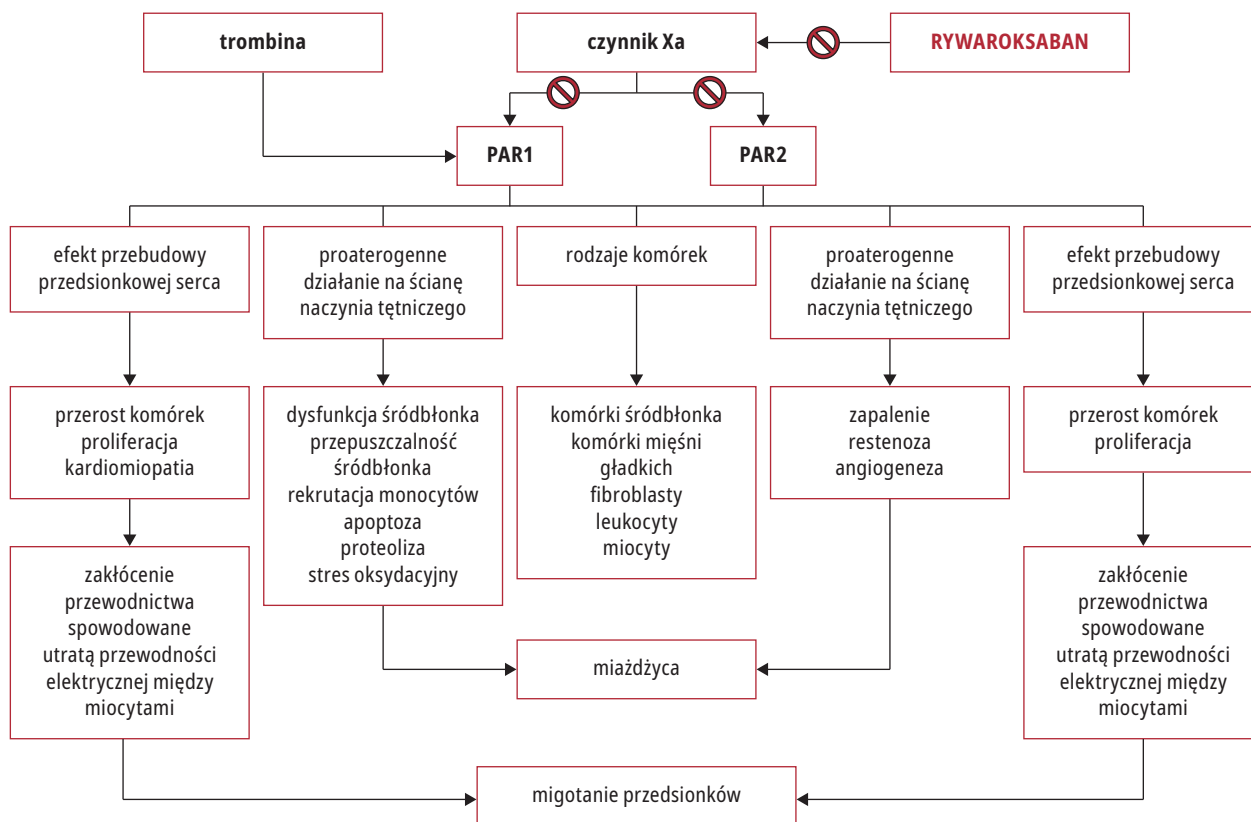 trombina
czynnik Xa
RYWAROKSABAN
PAR1
PAR2
efekt przebudowy
przedsionkowej serca
proaterogenne
działanie na ścianę
naczynia tętniczego
rodzaje komórek
proaterogenne
działanie na ścianę
naczynia tętniczego
efekt przebudowy
przedsionkowej serca
przerost komórek
proliferacja
kardiomiopatia
dysfunkcja śródbłonka
przepuszczalność
śródbłonka
rekrutacja monocytów
apoptoza
proteoliza
stres oksydacyjny
komórki śródbłonka
komórki mięśni
gładkich
fibroblasty
leukocyty
miocyty
zapalenie
restenoza
angiogeneza
przerost komórek
proliferacja
zakłócenie
przewodnictwa
spowodowane
utratą przewodności
elektrycznej między
miocytami
miażdżyca
zakłócenie
przewodnictwa
spowodowane
utratą przewodności
elektrycznej między
miocytami
migotanie przedsionków